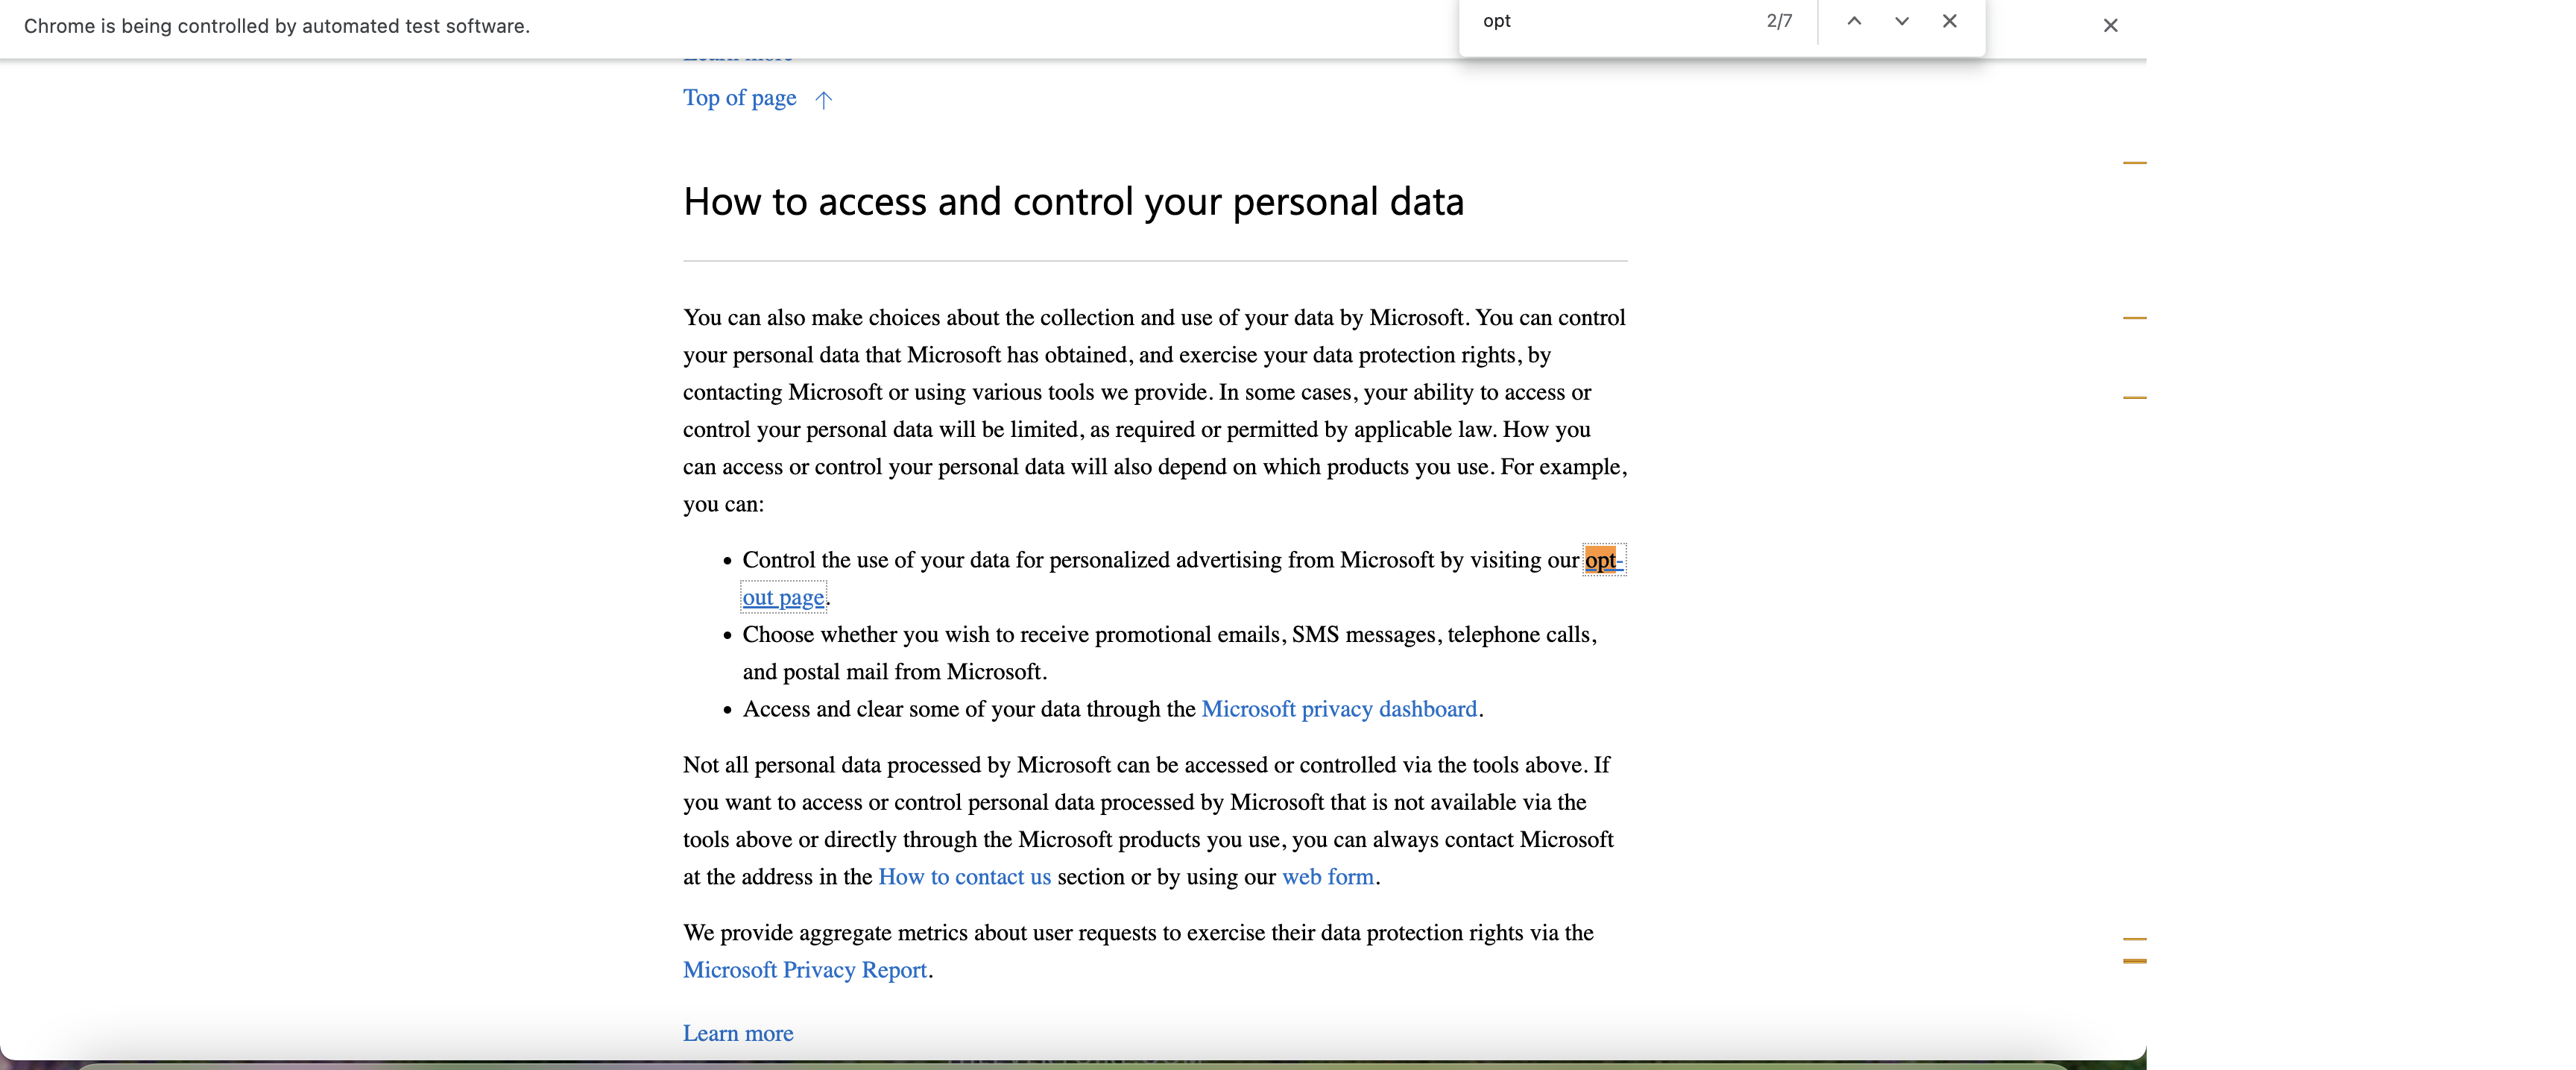 Chrome is being controlled by automated test software.
opt 2/7
Learn more
Top of page
How to access and control your personal data
You can also make choices about the collection and use of your data by Microsoft. You can control
your personal data that Microsoft has obtained, and exercise your data protection rights, by
contacting Microsoft or using various tools we provide. In some cases, your ability to access or
control your personal data will be limited, as required or permitted by applicable law. How you
can access or control your personal data will also depend on which products you use. For example,
you can:
• Control the use of your data for personalized advertising from Microsoft by visiting our opt-
out page.
• Choose whether you wish to receive promotional emails, SMS messages, telephone calls,
and postal mail from Microsoft.
• Access and clear some of your data through the Microsoft privacy dashboard.
Not all personal data processed by Microsoft can be accessed or controlled via the tools above. If
you want to access or control personal data processed by Microsoft that is not available via the
tools above or directly through the Microsoft products you use, you can always contact Microsoft
at the address in the How to contact us section or by using our web form.
We provide aggregate metrics about user requests to exercise their data protection rights via the
Microsoft Privacy Report.
Learn more